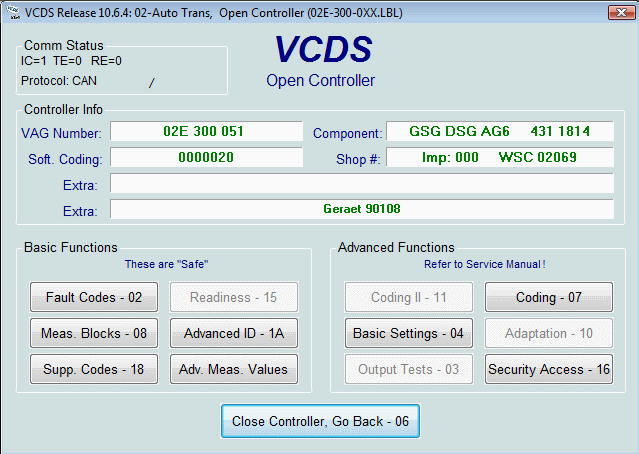 VCDS Release 10.6.4: 02-Auto Trans, Open Controller (02E-300-0XX.LBL)
Comm Status
IC=1 TE=0 RE=0
Protocol: CAN /
VCDS
Open Controller
Controller Info
VAG Number: 02E 300 051 Component: GSG DSG AG6 431 1814
Soft. Coding: 0000020 Shop #: Imp: 000 WSC 02069
Extra:
Extra: Geraet 90108
Basic Functions
These are "Safe"
Fault Codes - 02 Readiness - 15
Meas. Blocks - 08 Advanced ID - 1A
Supp. Codes - 18 Adv. Meas. Values
Advanced Functions
Refer to Service Manual!
Coding II - 11 Coding - 07
Basic Settings - 04 Adaptation - 10
Output Tests - 03 Security Access - 16
Close Controller, Go Back - 06